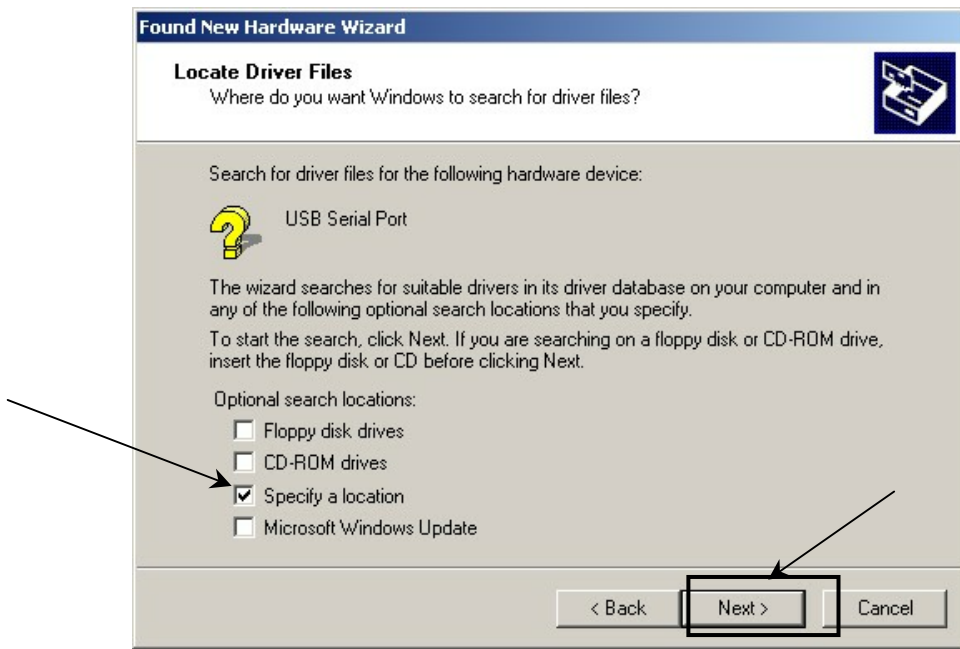 Found New Hardware Wizard
Locate Driver Files
Where do you want Windows to search for driver files?
Search for driver files for the following hardware device:
USB Serial Port
The wizard searches for suitable drivers in its driver database on your computer and in
any of the following optional search locations that you specify.
To start the search, click Next. If you are searching on a floppy disk or CD-ROM drive,
insert the floppy disk or CD before clicking Next.
Optional search locations:
Floppy disk drives
CD-ROM drives
Specify a location
Microsoft Windows Update
< Back Next > Cancel